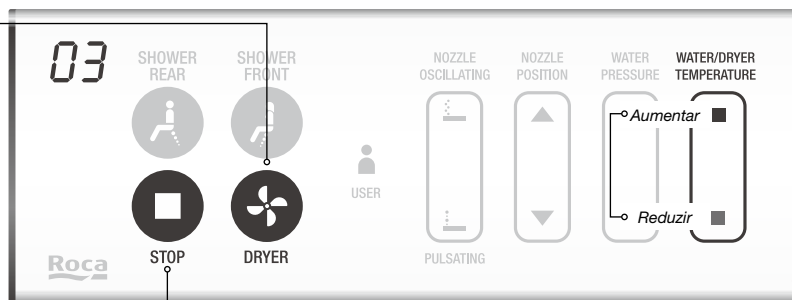 03
SHOWER
REAR
SHOWER
FRONT
NOZZLE
OSCILLATING
NOZZLE
POSITION
WATER
PRESSURE
WATER/DRYER
TEMPERATURE
Aumentar
USER
Reduzir
STOP
DRYER
PULSATING
Roca